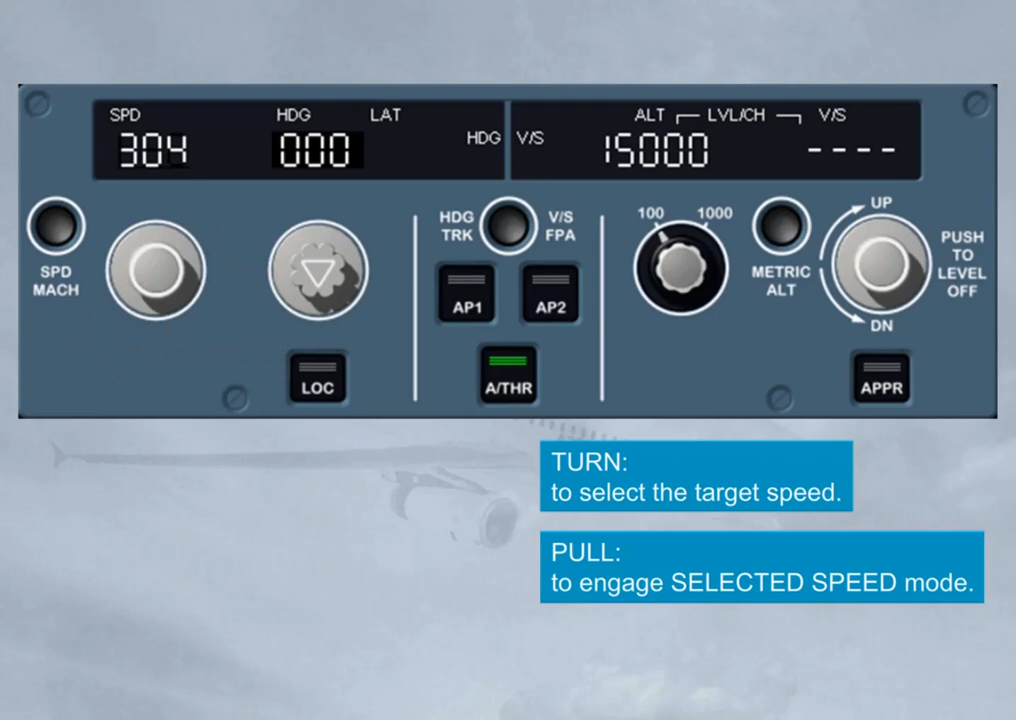 SPD HDG LAT HDG V/S ALT LVL/CH V/S
304 000 15000 ----
HDG TRK
V/S FPA
100 1000
UP
SPD MACH
METRIC ALT
PUSH TO LEVEL OFF
AP1 AP2
DN
LOC A/THR APPR
TURN:
to select the target speed.
PULL:
to engage SELECTED SPEED mode.